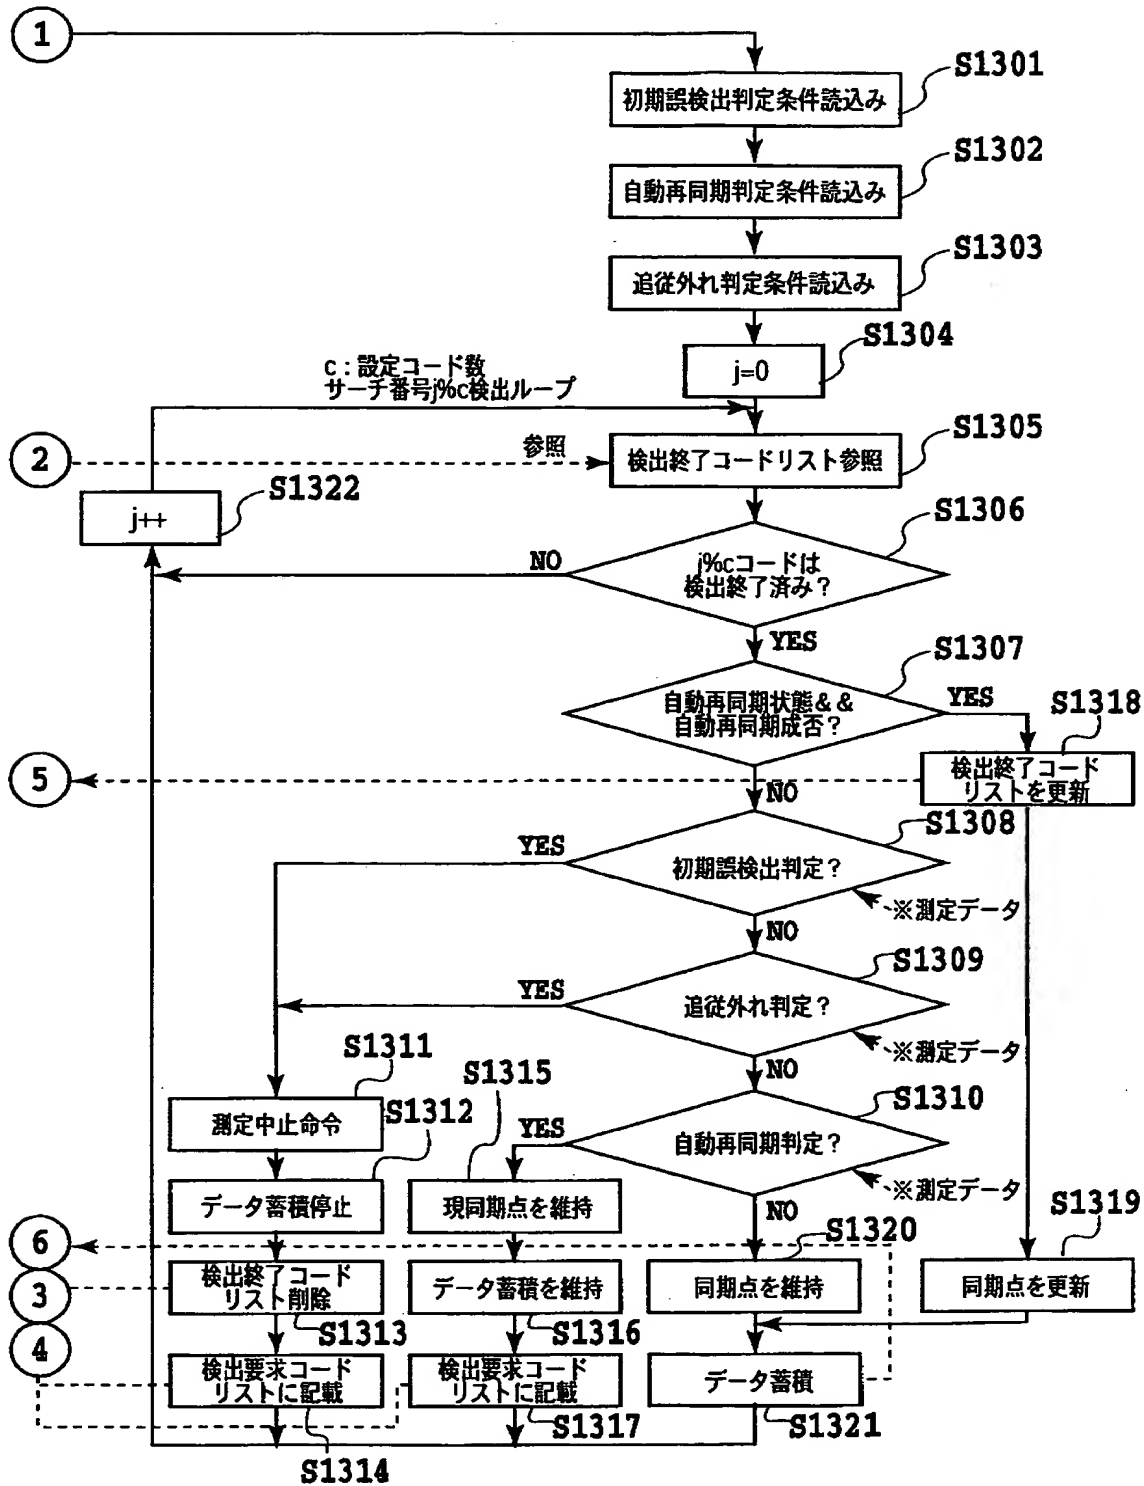 1
S1301
初期誤検出判定条件読込み
S1302
自動再同期判定条件読込み
S1303
追従外れ判定条件読込み
S1304
j=0
c：設定コード数
サーチ番号j%c検出ループ
S1305
2
参照
検出終了コードリスト参照
S1322
j++
S1306
NO
j%cコードは
検出終了済み？
YES
S1307
自動再同期状態&&
自動再同期成否？
YES
S1318
5
検出終了コード
リストを更新
NO
S1308
YES
初期誤検出判定？
※測定データ
NO
S1309
YES
追従外れ判定？
※測定データ
NO
S1311
S1315
S1310
測定中止命令
S1312
YES
自動再同期判定？
※測定データ
データ蓄積停止
現同期点を維持
NO
S1320
S1319
6
3
検出終了コード
リスト削除
データ蓄積を維持
同期点を維持
同期点を更新
S1313
S1316
4
検出要求コード
リストに記載
検出要求コード
リストに記載
データ蓄積
S1317
S1321
S1314